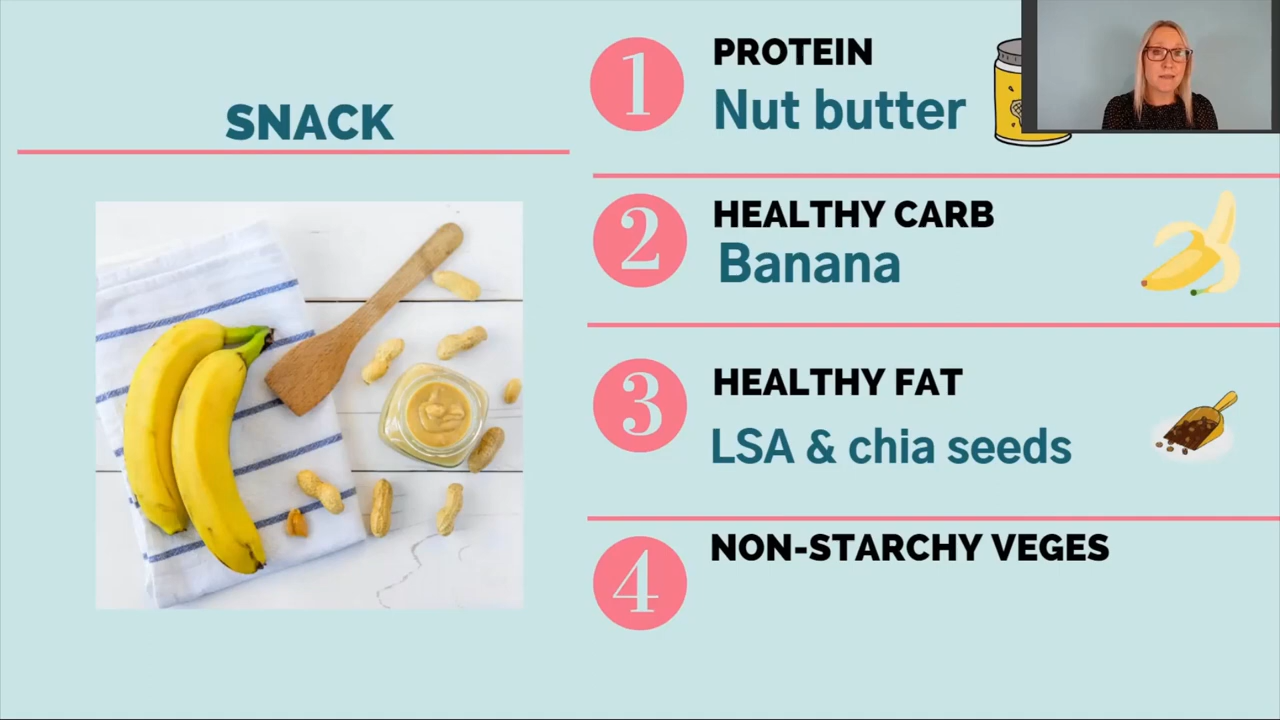 SNACK
1
PROTEIN
Nut butter
2
HEALTHY CARB
Banana
3
HEALTHY FAT
LSA & chia seeds
4
NON-STARCHY VEGES